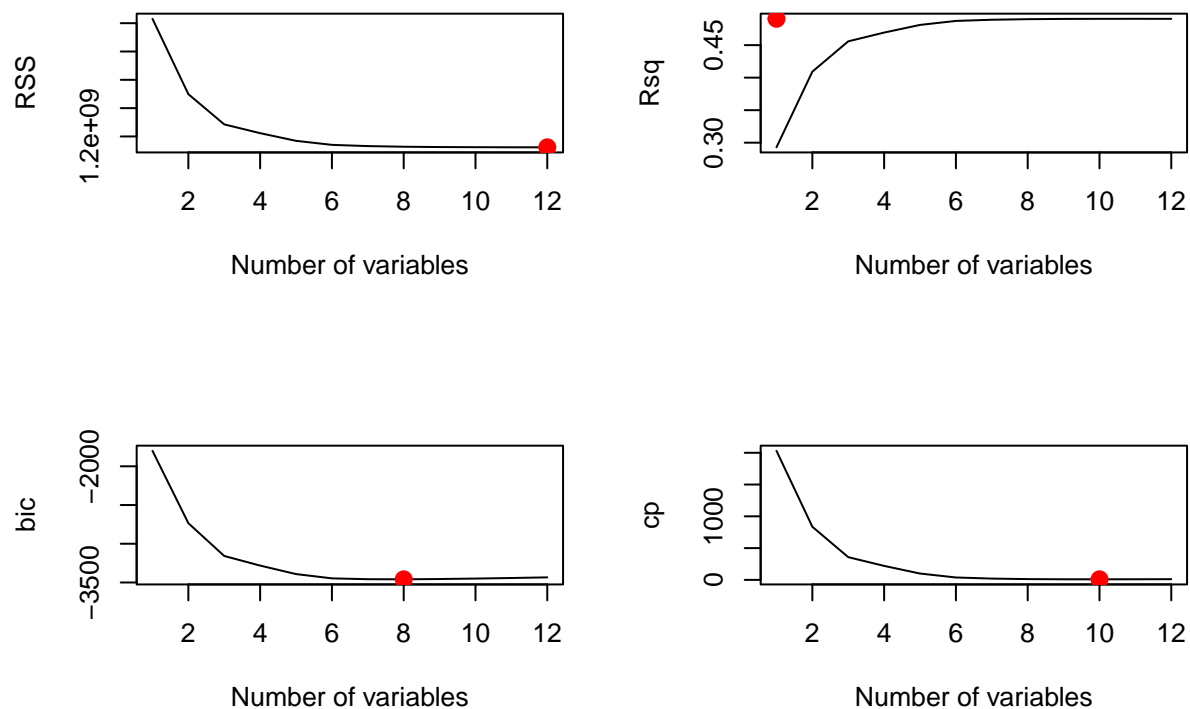 RSS
1.2e+09
2 4 6 8 10 12
Number of variables
Rsq
0.30 0.45
2 4 6 8 10 12
Number of variables
bic
−3500 −2000
2 4 6 8 10 12
Number of variables
cp
0 1000
2 4 6 8 10 12
Number of variables